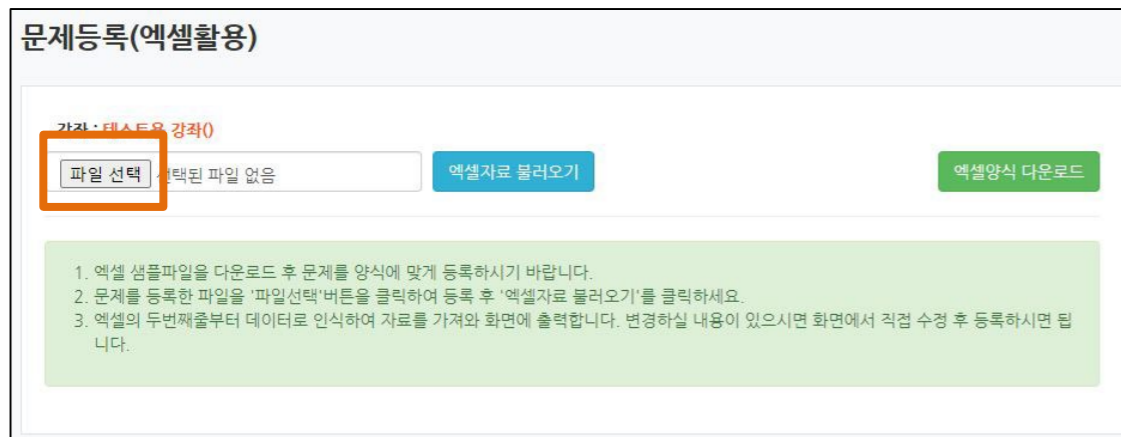 문제등록(엑셀활용)
강좌 : 테스트용 강좌()
파일 선택 선택된 파일 없음 엑셀자료 불러오기 엑셀양식 다운로드
1. 엑셀 샘플파일을 다운로드 후 문제를 양식에 맞게 등록하시기 바랍니다.
2. 문제를 등록한 파일을 '파일선택'버튼을 클릭하여 등록 후 '엑셀자료 불러오기'를 클릭하세요.
3. 엑셀의 두번째줄부터 데이터로 인식하여 자료를 가져와 화면에 출력합니다. 변경하실 내용이 있으시면 화면에서 직접 수정 후 등록하시면 됩
니다.